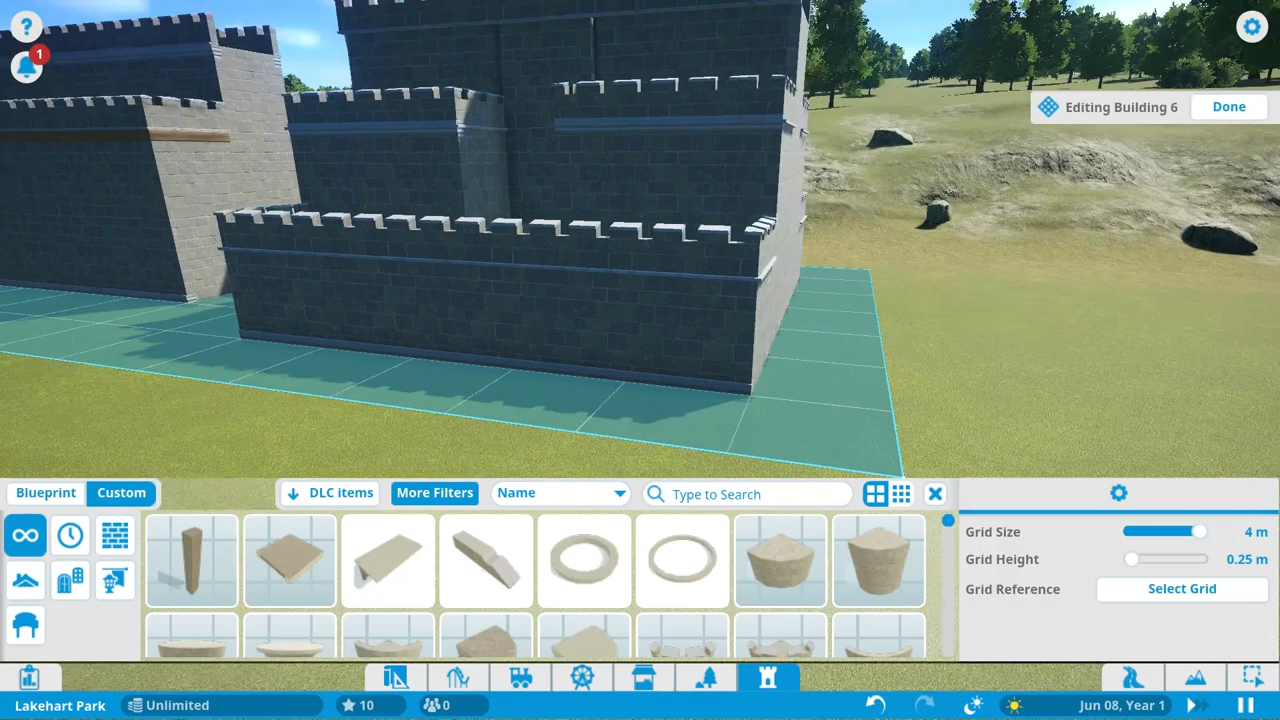 ?
1
Editing Building 6
Done
Blueprint
Custom
DLC items
More Filters
Name
Type to Search
Grid Size
4 m
Grid Height
0.25 m
Grid Reference
Select Grid
Lakehart Park
Unlimited
10
0
Jun 08, Year 1